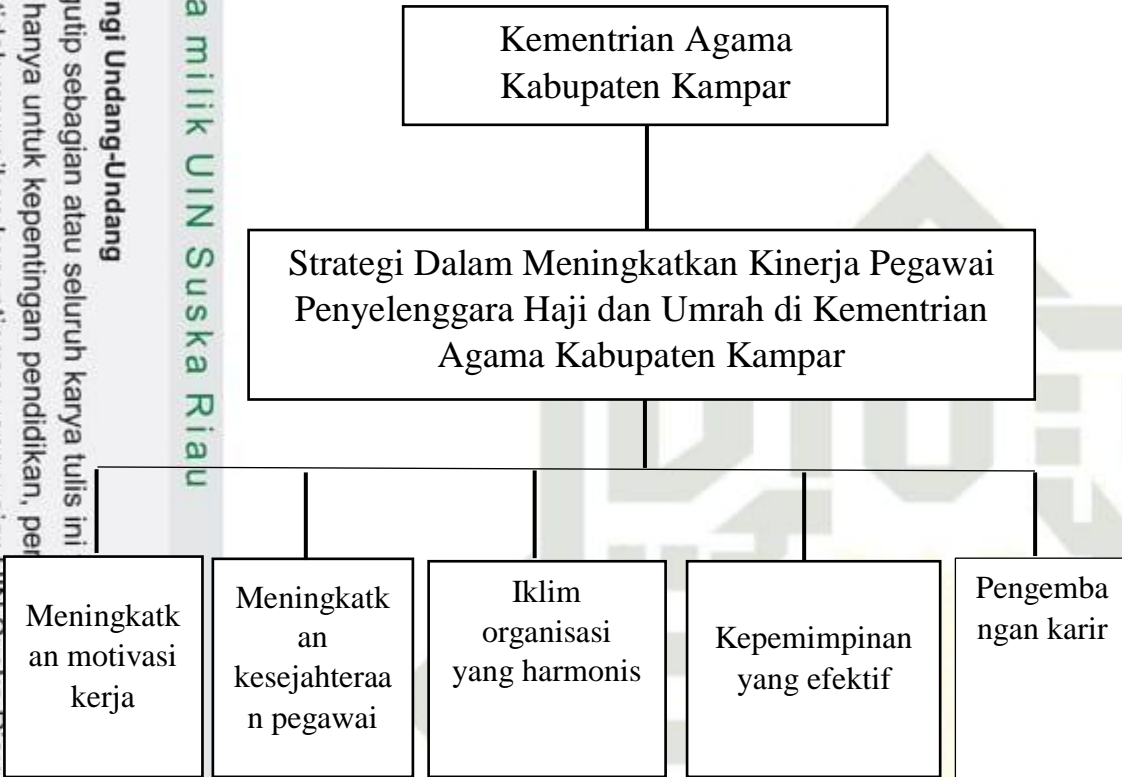 Kementrian Agama
Kabupaten Kampar
Strategi Dalam Meningkatkan Kinerja Pegawai
Penyelenggara Haji dan Umrah di Kementrian
Agama Kabupaten Kampar
Meningkatk
an motivasi
kerja
Meningkatk
an
kesejahteraa
n pegawai
Iklim
organisasi
yang harmonis
Kepemimpinan
yang efektif
Pengemba
ngan karir
a milik UIN Suska Riau
ngi Undang-Undang
gutip sebagian atau seluruh karya tulis ini
hanya untuk kepentingan pendidikan, per